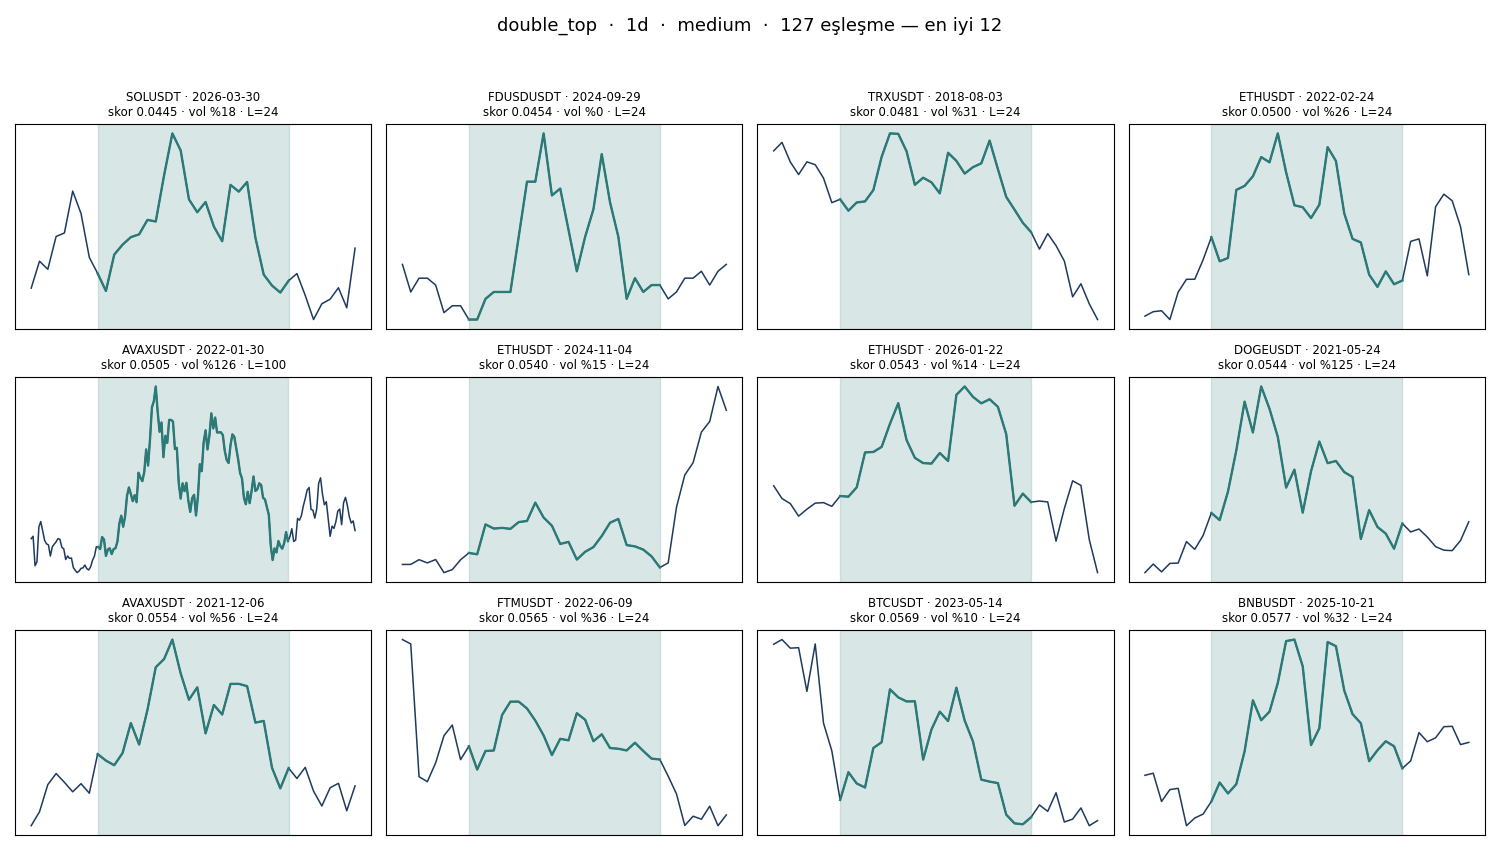 double_top · 1d · medium · 127 eşleşme — en iyi 12
SOLUSDT · 2026-03-30
skor 0.0445 · vol %18 · L=24
FDUSDUSDT · 2024-09-29
skor 0.0454 · vol %0 · L=24
TRXUSDT · 2018-08-03
skor 0.0481 · vol %31 · L=24
ETHUSDT · 2022-02-24
skor 0.0500 · vol %26 · L=24
AVAXUSDT · 2022-01-30
skor 0.0505 · vol %126 · L=100
ETHUSDT · 2024-11-04
skor 0.0540 · vol %15 · L=24
ETHUSDT · 2026-01-22
skor 0.0543 · vol %14 · L=24
DOGEUSDT · 2021-05-24
skor 0.0544 · vol %125 · L=24
AVAXUSDT · 2021-12-06
skor 0.0554 · vol %56 · L=24
FTMUSDT · 2022-06-09
skor 0.0565 · vol %36 · L=24
BTCUSDT · 2023-05-14
skor 0.0569 · vol %10 · L=24
BNBUSDT · 2025-10-21
skor 0.0577 · vol %32 · L=24